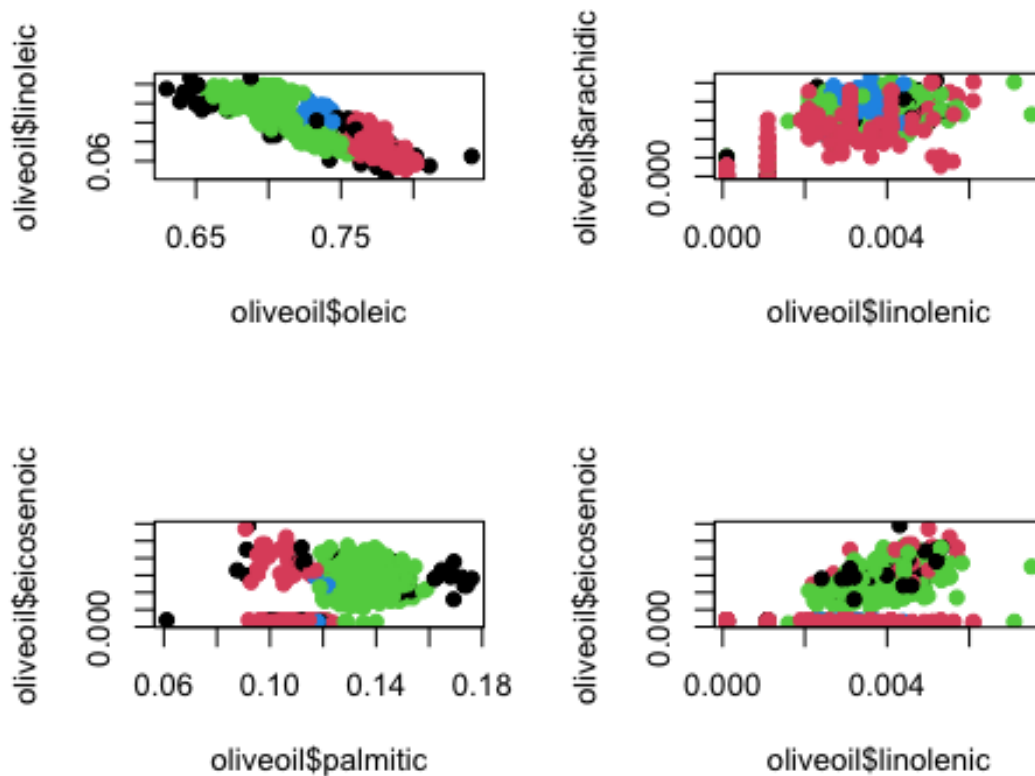 oliveoil$linoleic
0.06
0.65 0.75
oliveoil$oleic
oliveoil$arachidic
0.000
0.000 0.004
oliveoil$linolenic
oliveoil$eicosenoic
0.000
0.06 0.10 0.14 0.18
oliveoil$palmitic
oliveoil$eicosenoic
0.000
0.000 0.004
oliveoil$linolenic